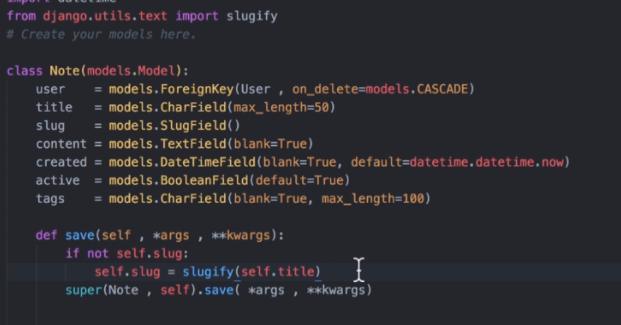 import datetime
from django.utils.text import slugify
# Create your models here.
class Note(models.Model):
    user    = models.ForeignKey(User , on_delete=models.CASCADE)
    title   = models.CharField(max_length=50)
    slug    = models.SlugField()
    content = models.TextField(blank=True)
    created = models.DateTimeField(blank=True, default=datetime.datetime.now)
    active  = models.BooleanField(default=True)
    tags    = models.CharField(blank=True, max_length=100)
    def save(self , *args , **kwargs):
        if not self.slug:
            self.slug = slugify(self.title)
        super(Note , self).save( *args , **kwargs)